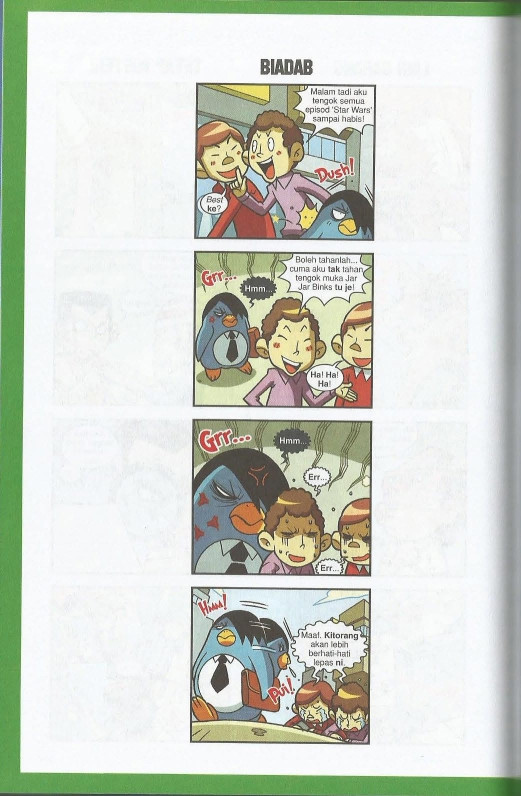 BIADAB
Malam tadi aku
tengok semua
episod 'Star Wars'
sampai habis!
Dush!
Best
ke?
Grr...
Hmm...
Boleh tahanlah...
cuma aku tak tahan
tengok muka Jar
Jar Binks tu je!
Ha! Ha!
Ha!
Grr...
Hmm...
Err...
Err...
Hmm!
Maaf. Kitorang
akan lebih
berhati-hati
lepas ni.
Pui!